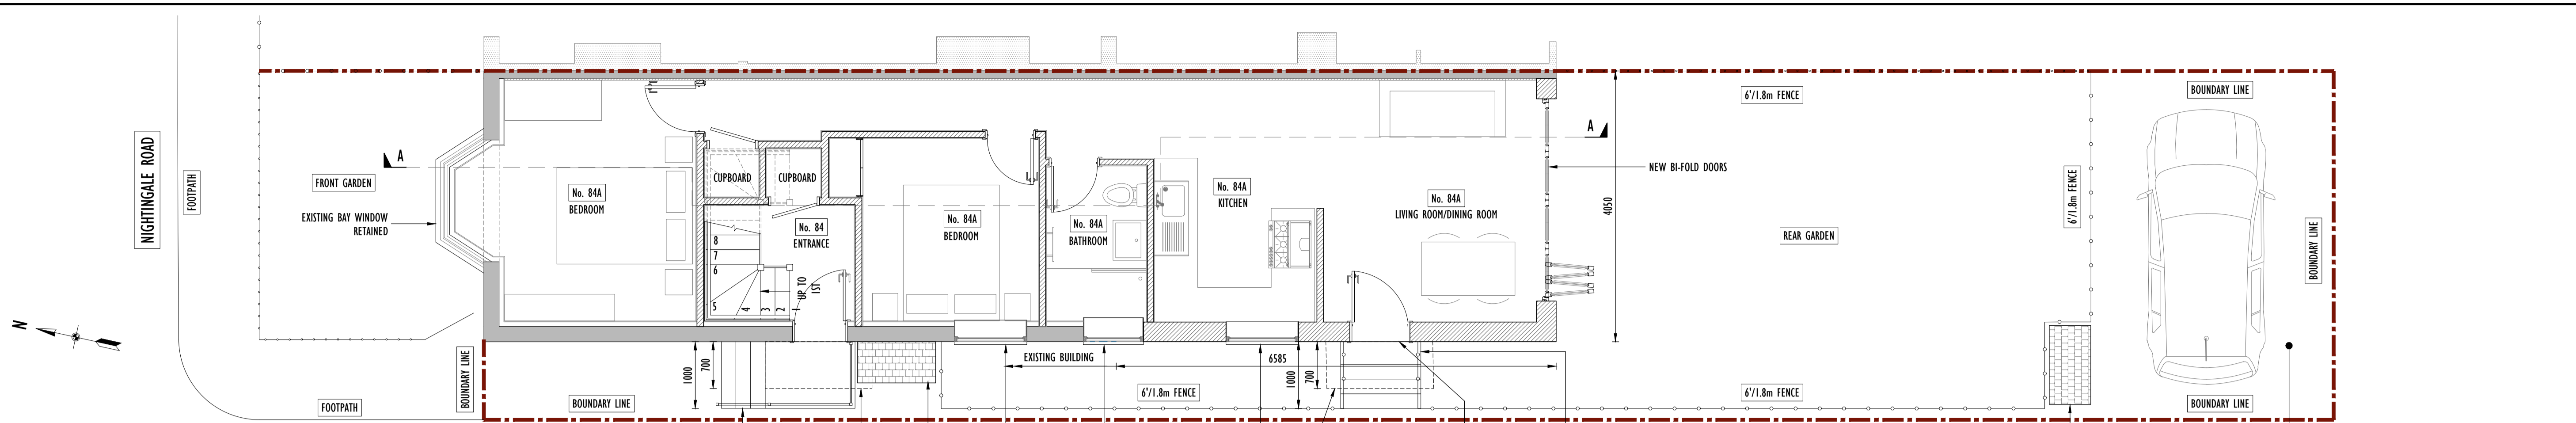 NIGHTINGALE ROAD
FOOTPATH
FRONT GARDEN
EXISTING BAY WINDOW
RETAINED
N
FOOTPATH
BOUNDARY LINE
BOUNDARY LINE
A
No. 84A
BEDROOM
CUPBOARD
CUPBOARD
No. 84
ENTRANCE
8
7
6
5
4
3
2
1
UP TO
1ST
1000
700
No. 84A
BEDROOM
No. 84A
BATHROOM
No. 84A
KITCHEN
No. 84A
LIVING ROOM/DINING ROOM
EXISTING BUILDING
6585
1000
700
6'/1.8m FENCE
A
4050
NEW BI-FOLD DOORS
6'/1.8m FENCE
REAR GARDEN
6'/1.8m FENCE
6'/1.8m FENCE
BOUNDARY LINE
BOUNDARY LINE
BOUNDARY LINE